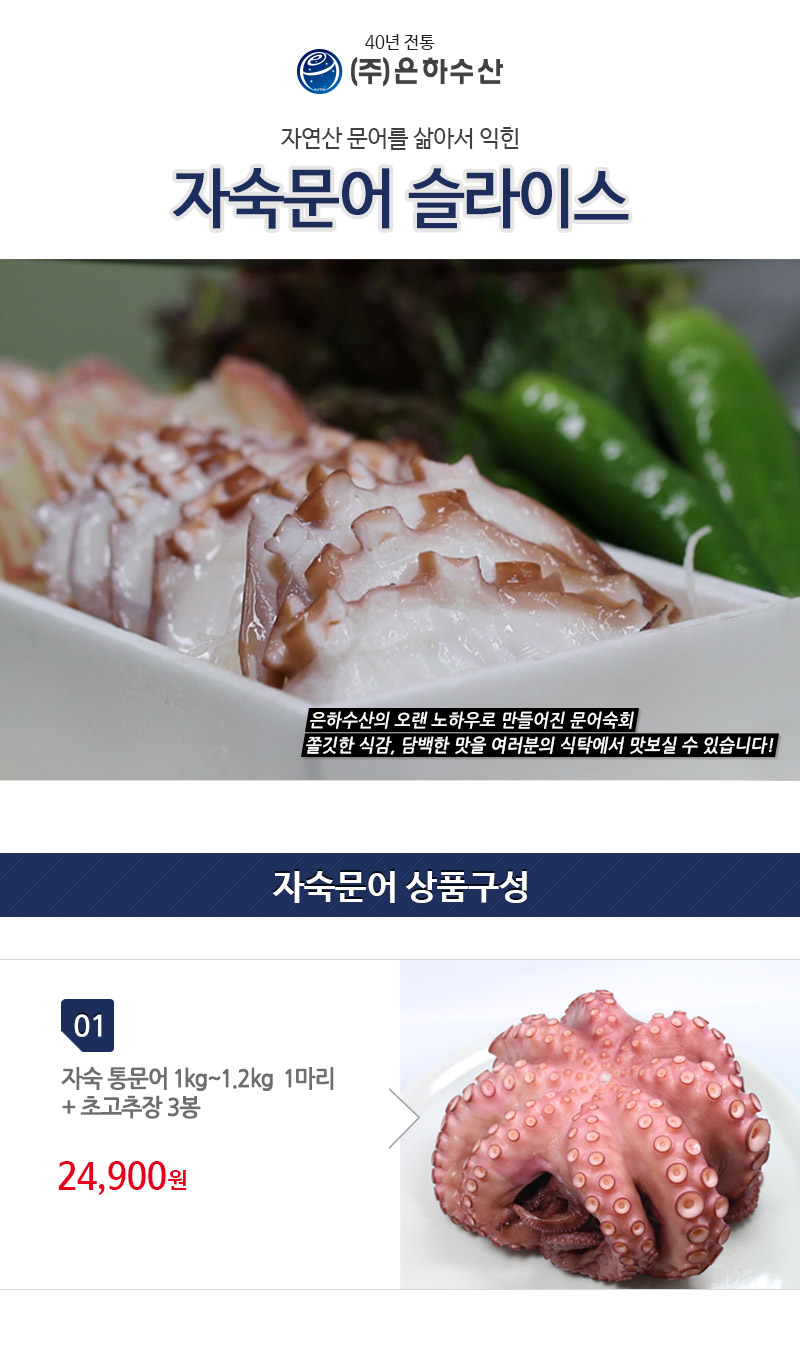 40년 전통
(주)은하수산
자연산 문어를 삶아서 익힌
자숙문어 슬라이스
은하수산의 오랜 노하우로 만들어진 문어숙회
쫄깃한 식감, 담백한 맛을 여러분의 식탁에서 맛보실 수 있습니다!
자숙문어 상품구성
01
자숙 통문어 1kg~1.2kg 1마리
+ 초고추장 3봉
24,900원